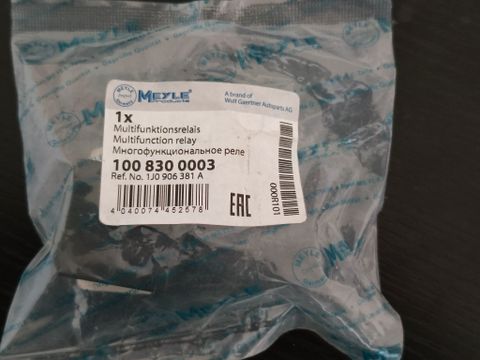 MEYLE
products
A brand of
Wulf Gaertner Autoparts AG
1x
Multifunktionsrelais
Multifunction relay
Многофункциональное реле
100 830 0003
Ref. No. 1J0 906 381 A
4 040074 452578
EAC
000R101